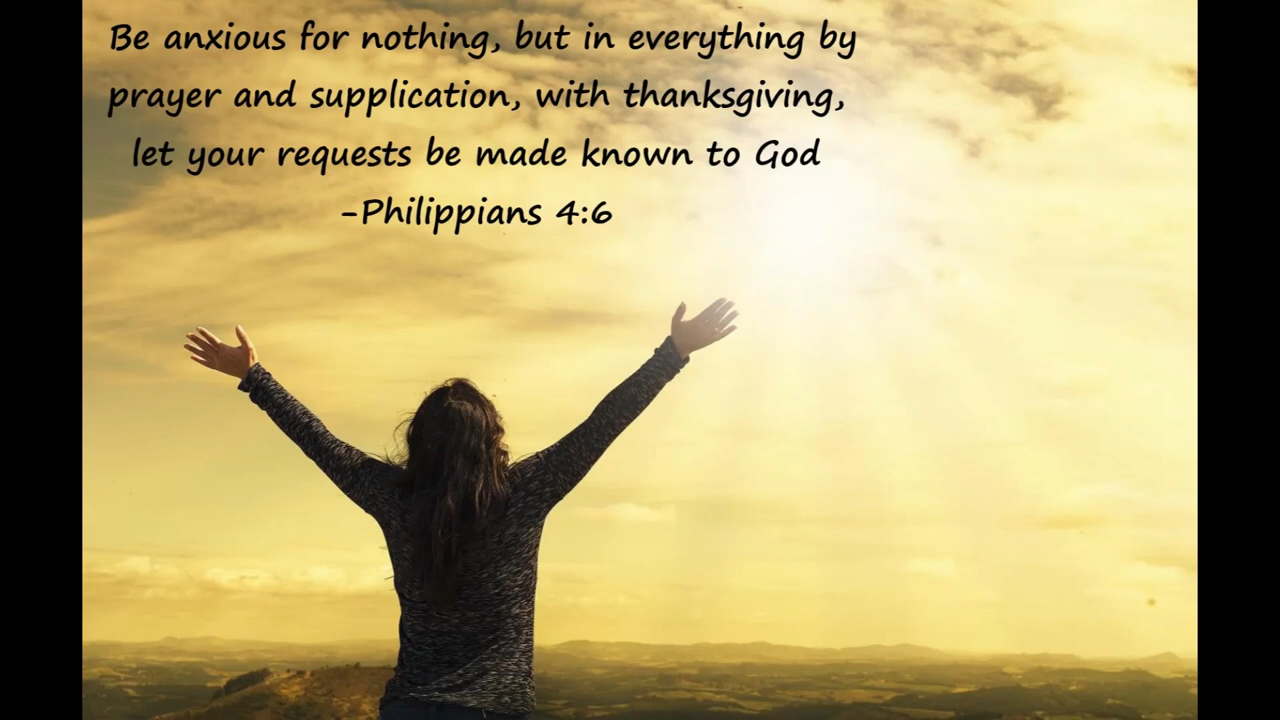 Be anxious for nothing, but in everything by
prayer and supplication, with thanksgiving,
let your requests be made known to God
-Philippians 4:6